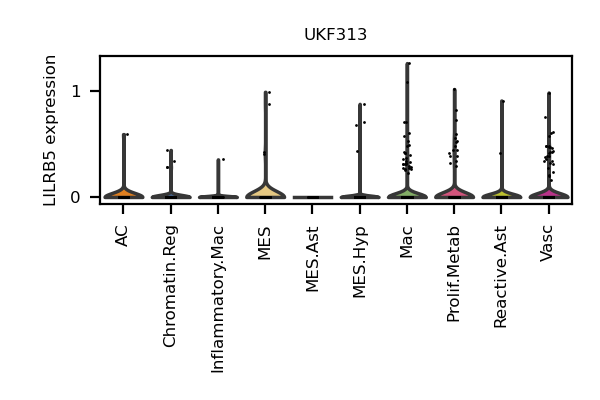 UKF313
LILRB5 expression
1
0
AC
Chromatin.Reg
Inflammatory.Mac
MES
MES.Ast
MES.Hyp
Mac
Prolif.Metab
Reactive.Ast
Vasc